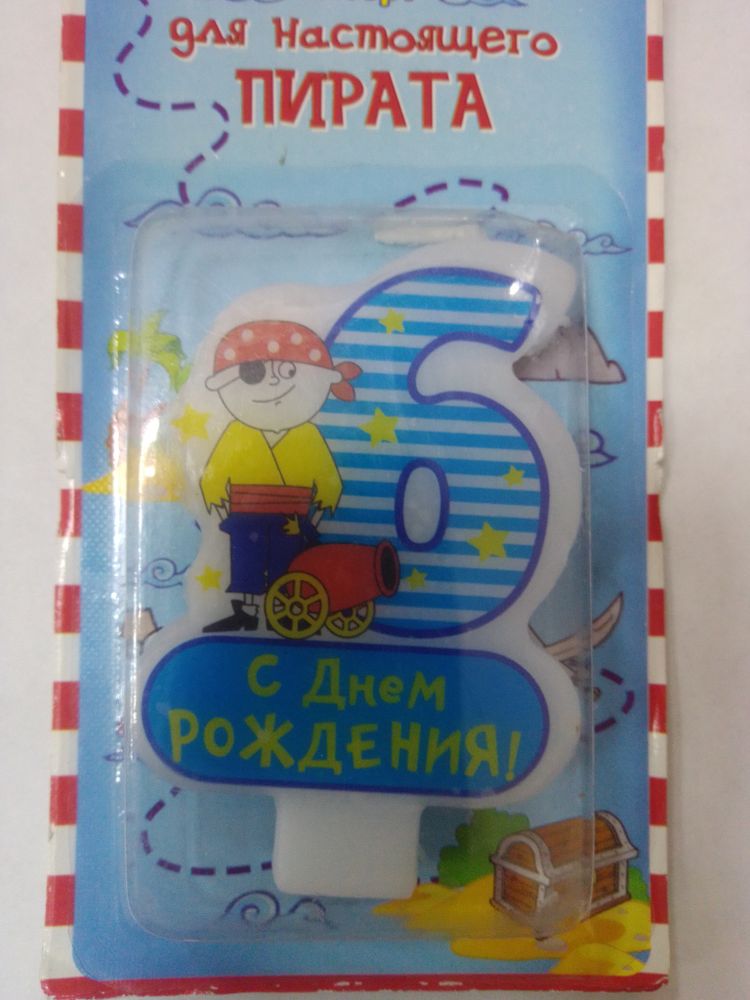 для настоящего
ПИРАТА
6
С Днем
РОЖДЕНИЯ!